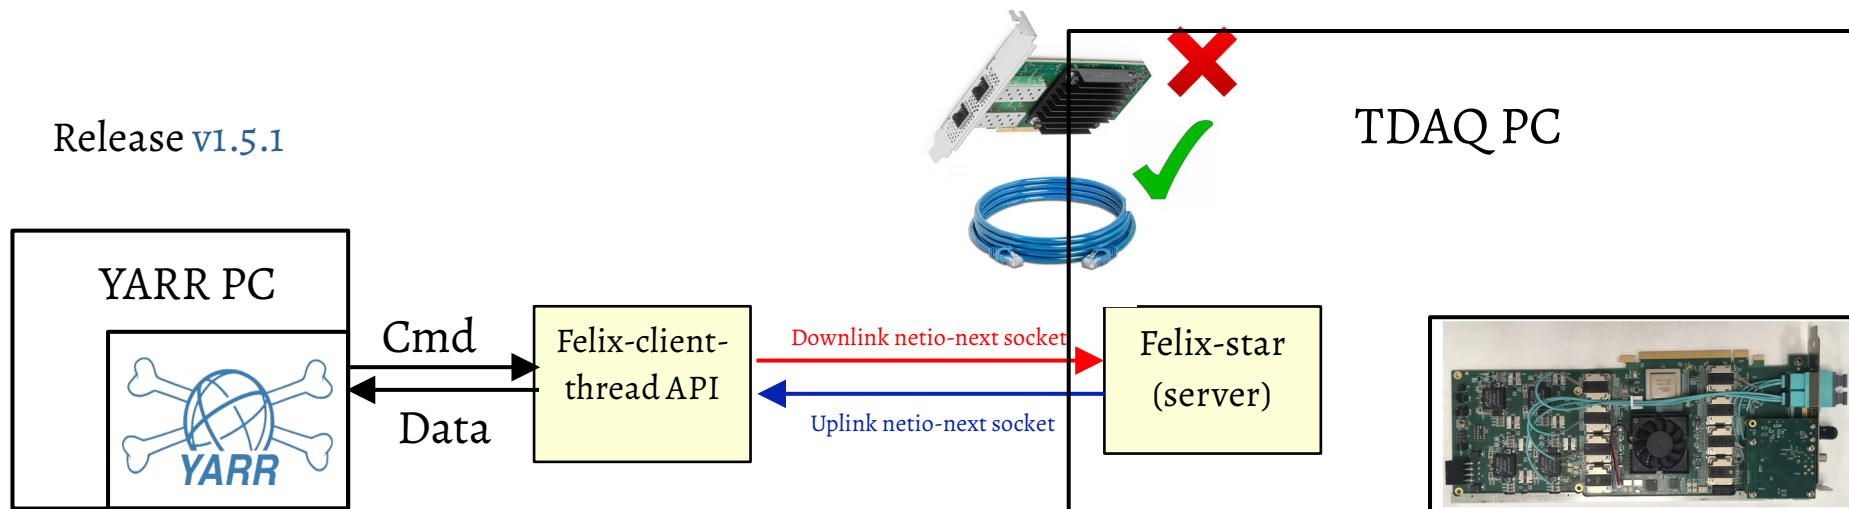 Release v1.5.1
TDAQ PC
YARR PC
YARR
Cmd
Data
Felix-client-
thread API
Downlink netio-next socket
Uplink netio-next socket
Felix-star
(server)